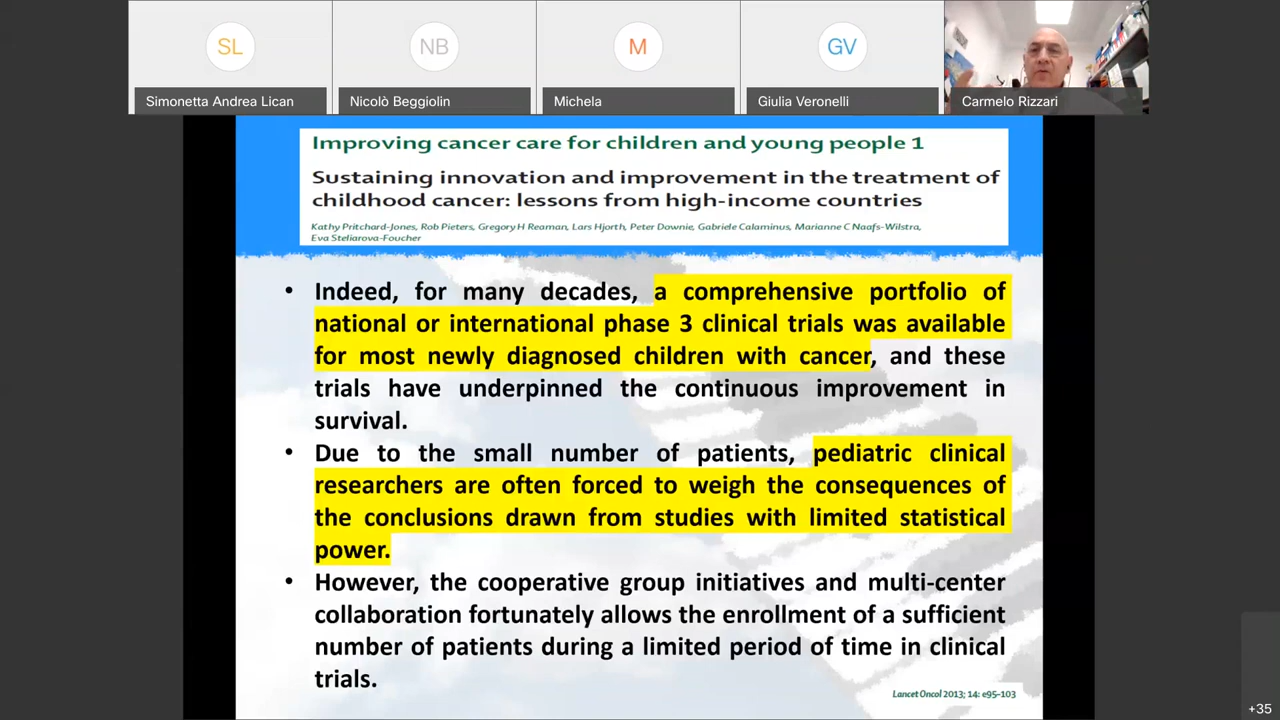 SL
NB
M
GV
Simonetta Andrea Lican
Nicolò Beggiolin
Michela
Giulia Veronelli
Carmelo Rizzari
Improving cancer care for children and young people 1
Sustaining innovation and improvement in the treatment of
childhood cancer: lessons from high-income countries
Kathy Pritchard-Jones, Rob Pieters, Gregory H Reaman, Lars Hjorth, Peter Downie, Gabriele Calaminus, Marianne C Naafs-Wilstra,
Eva Steliarova-Foucher
• Indeed, for many decades, a comprehensive portfolio of
national or international phase 3 clinical trials was available
for most newly diagnosed children with cancer, and these
trials have underpinned the continuous improvement in
survival.
• Due to the small number of patients, pediatric clinical
researchers are often forced to weigh the consequences of
the conclusions drawn from studies with limited statistical
power.
• However, the cooperative group initiatives and multi-center
collaboration fortunately allows the enrollment of a sufficient
number of patients during a limited period of time in clinical
trials.
Lancet Oncol 2013; 14: e95-103
+35